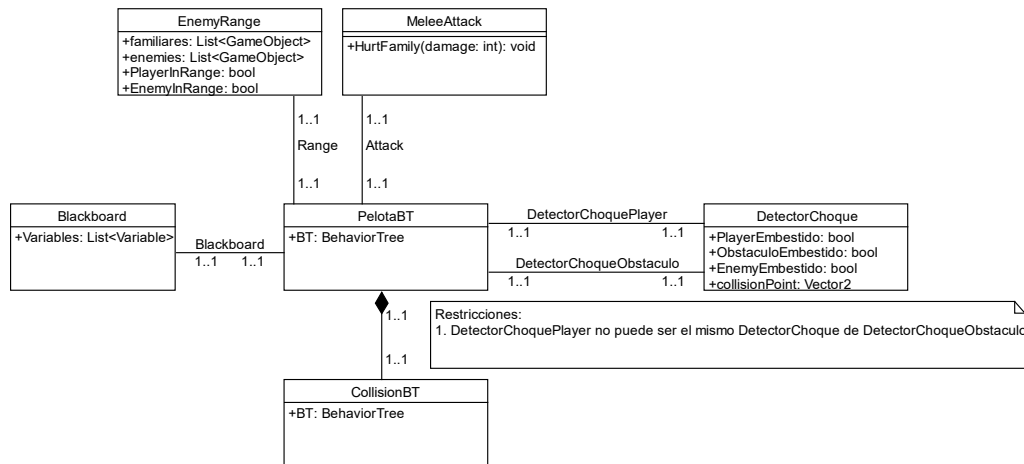 EnemyRange
+familiares: List<GameObject>
+enemies: List<GameObject>
+PlayerInRange: bool
+EnemyInRange: bool
MeleeAttack
+HurtFamily(damage: int): void
1..1
1..1
Range
Attack
1..1
1..1
Blackboard
+Variables: List<Variable>
Blackboard
1..1
1..1
PelotaBT
+BT: BehaviorTree
DetectorChoquePlayer
1..1
1..1
DetectorChoqueObstaculo
1..1
1..1
DetectorChoque
+PlayerEmbestido: bool
+ObstaculoEmbestido: bool
+EnemyEmbestido: bool
+collisionPoint: Vector2
1..1
1..1
Restricciones:
1. DetectorChoquePlayer no puede ser el mismo DetectorChoque de DetectorChoqueObstaculo
CollisionBT
+BT: BehaviorTree